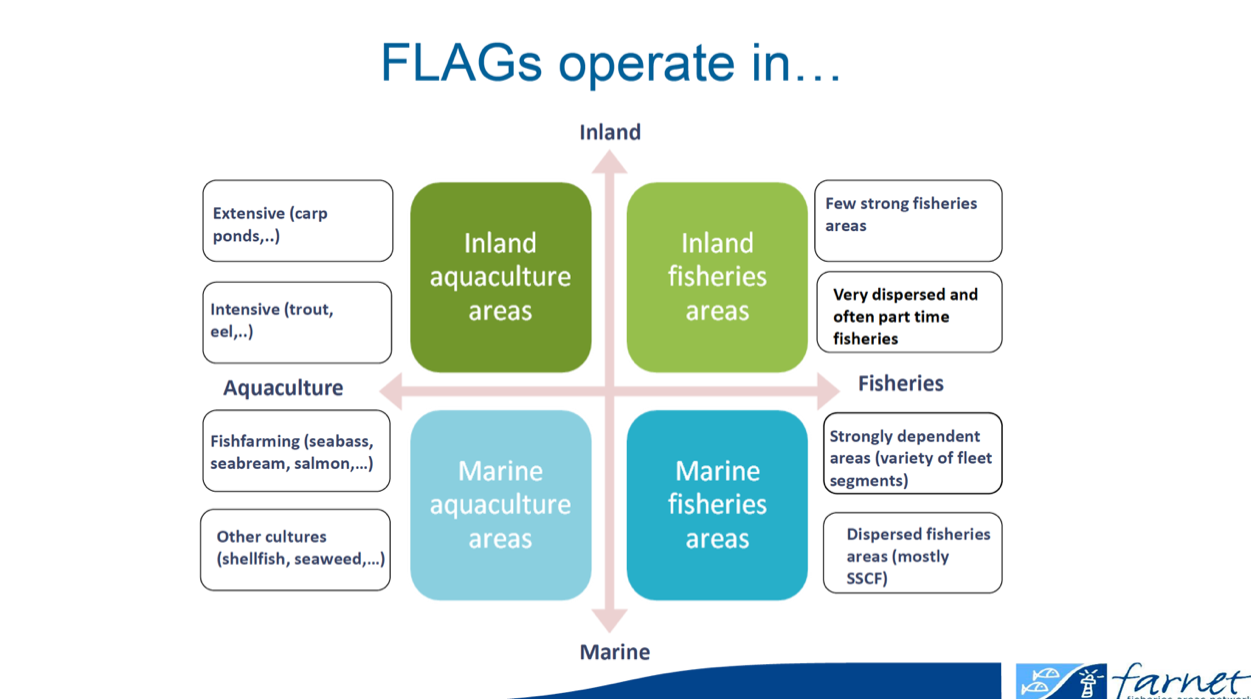 FLAGs operate in…
Inland
Extensive (carp
ponds,..)
Intensive (trout,
eel,..)
Inland
aquaculture
areas
Inland
fisheries
areas
Few strong fisheries
areas
Very dispersed and
often part time
fisheries
Aquaculture
Fisheries
Fishfarming (seabass,
seabream, salmon,…)
Other cultures
(shellfish, seaweed,…)
Marine
aquaculture
areas
Marine
fisheries
areas
Strongly dependent
areas (variety of fleet
segments)
Dispersed fisheries
areas (mostly
SSCF)
Marine
farnet